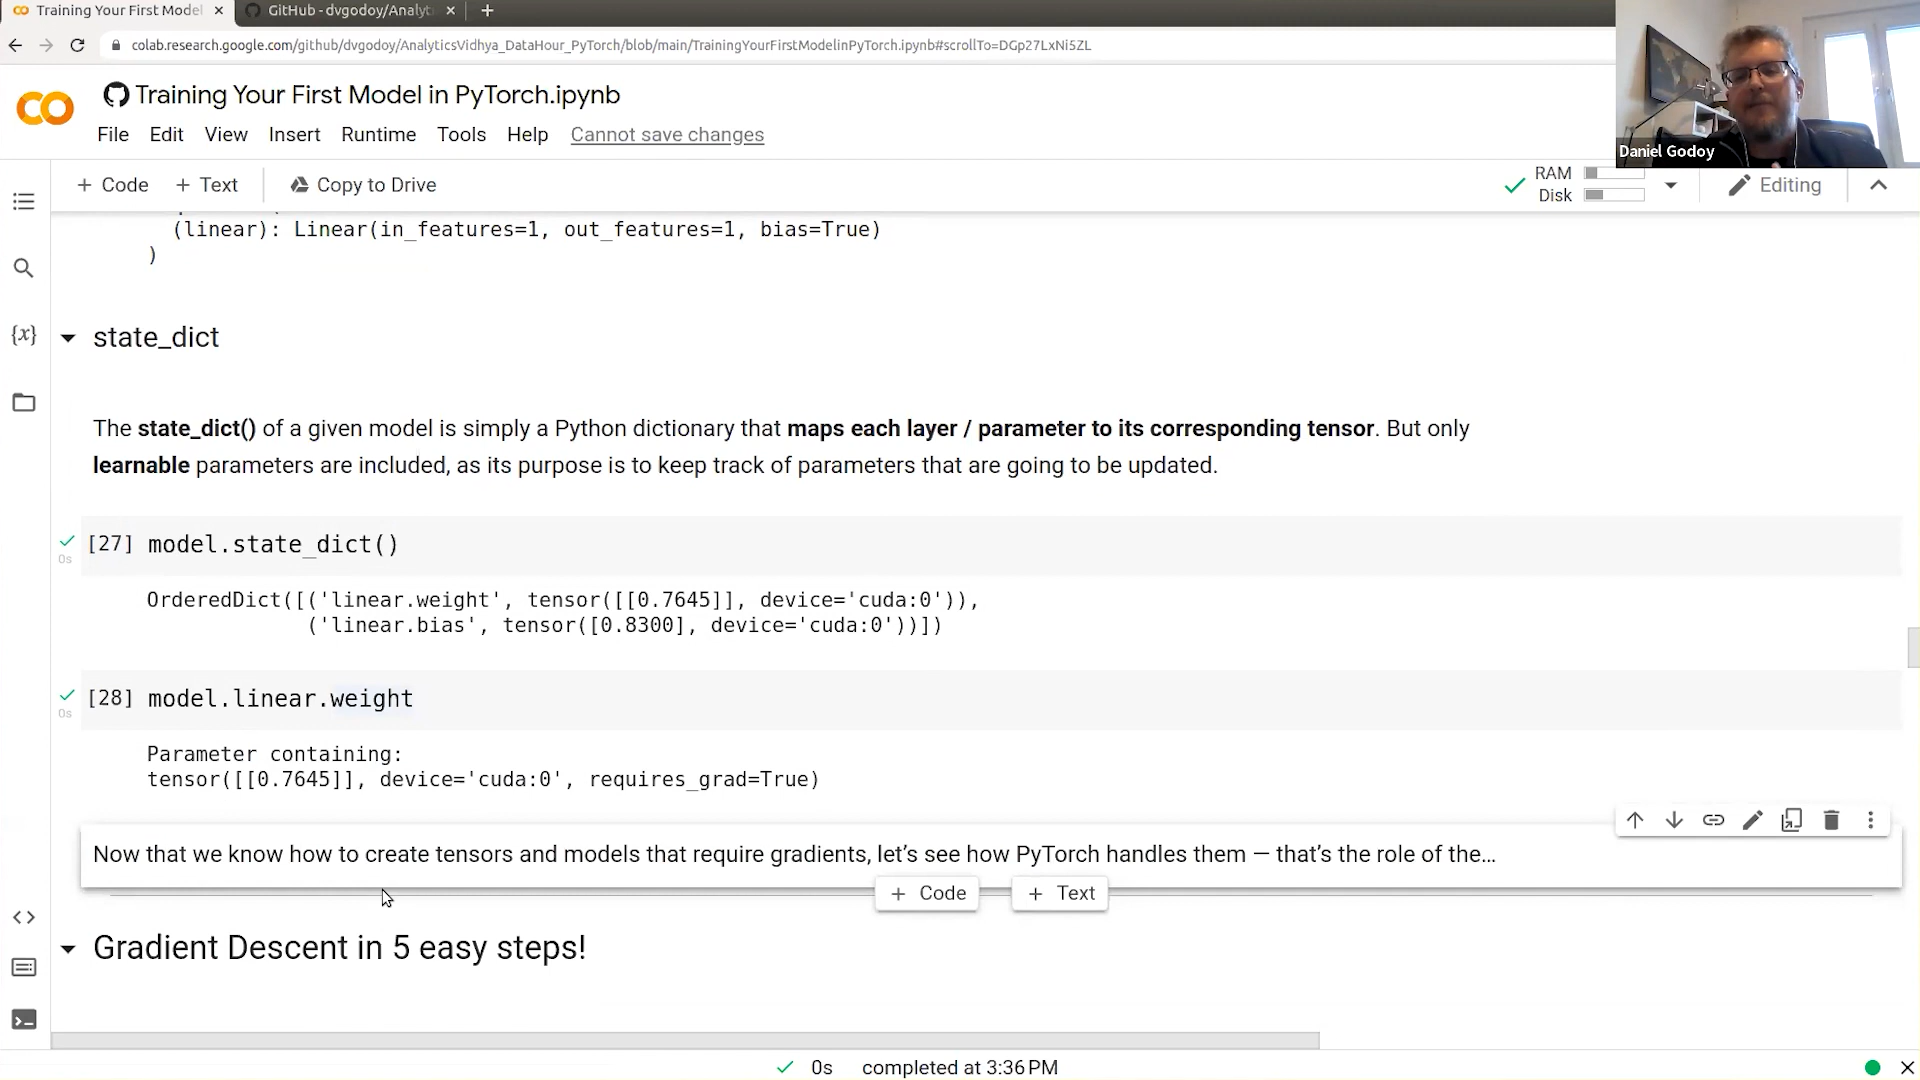 Training Your First Model
GitHub - dvgodoy/Analyt
colab.research.google.com/github/dvgodoy/AnalyticsVidhya_DataHour_PyTorch/blob/main/TrainingYourFirstModelinPyTorch.ipynb#scrollTo=DGp27LxNi5ZL
Training Your First Model in PyTorch.ipynb
File Edit View Insert Runtime Tools Help Cannot save changes
Daniel Godoy
+ Code + Text Copy to Drive
RAM
Disk
Editing
(linear): Linear(in_features=1, out_features=1, bias=True)
)
state_dict
The state_dict() of a given model is simply a Python dictionary that maps each layer / parameter to its corresponding tensor. But only
learnable parameters are included, as its purpose is to keep track of parameters that are going to be updated.
[27] model.state_dict()
0s
OrderedDict([('linear.weight', tensor([[0.7645]], device='cuda:0')),
('linear.bias', tensor([0.8300], device='cuda:0'))])
[28] model.linear.weight
0s
Parameter containing:
tensor([[0.7645]], device='cuda:0', requires_grad=True)
Now that we know how to create tensors and models that require gradients, let's see how PyTorch handles them — that's the role of the...
+ Code + Text
Gradient Descent in 5 easy steps!
0s completed at 3:36 PM